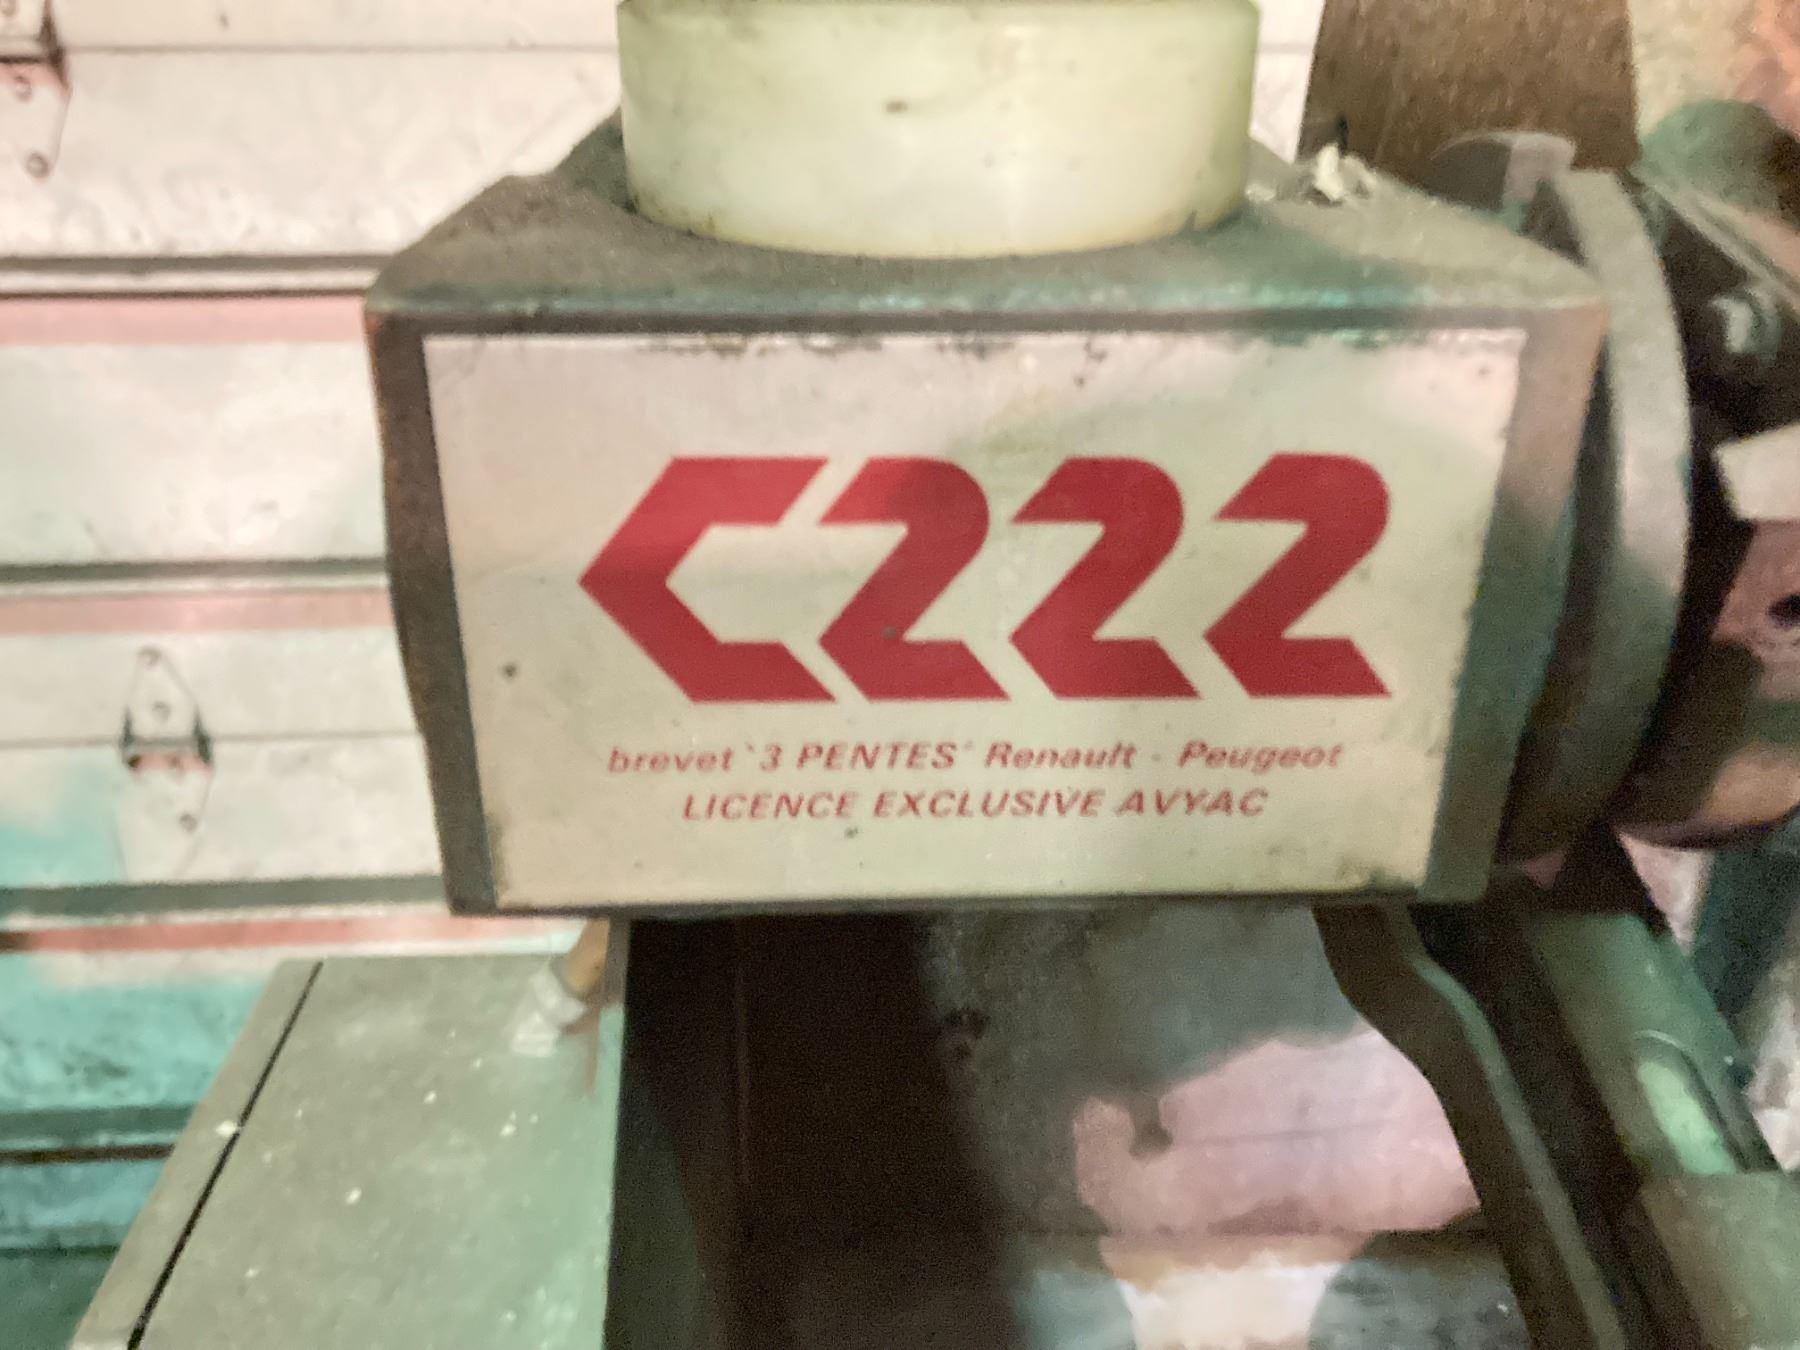 C222
brevet `3 PENTES´ Renault - Peugeot
LICENCE EXCLUSIVE AVYAC